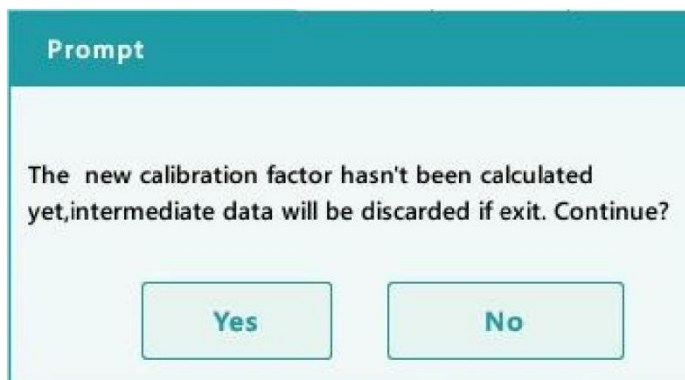 Prompt
The  new calibration factor hasn't been calculated
yet,intermediate data will be discarded if exit. Continue?
Yes
No